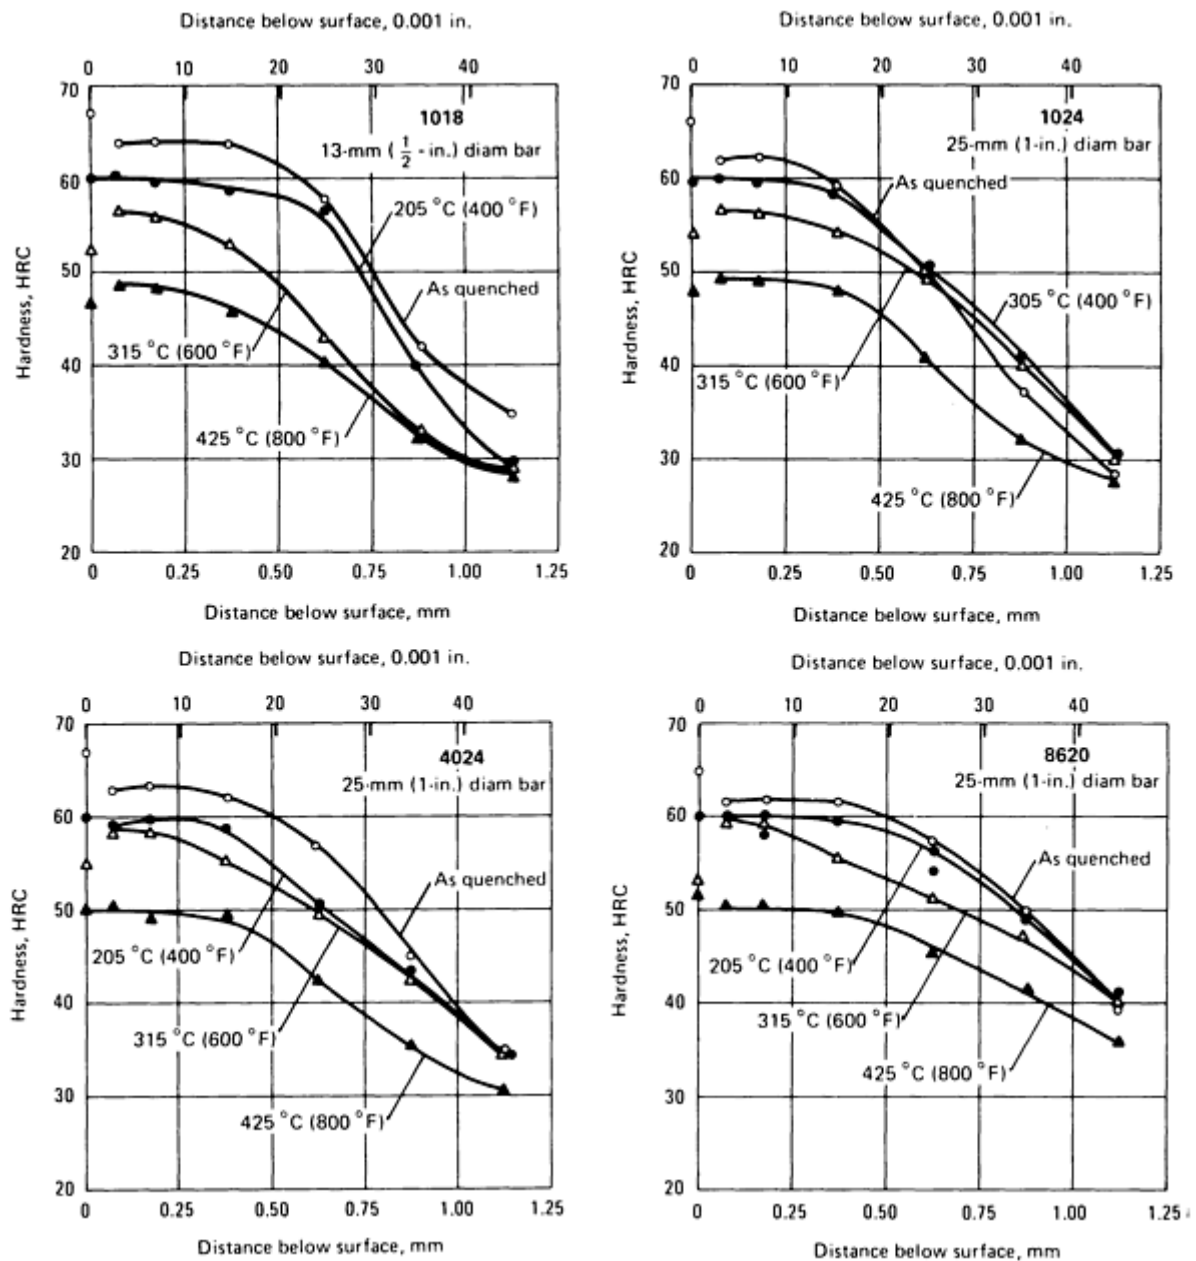 Distance below surface, 0.001 in.
0 10 20 30 40
70
60
50
40
30
20
Hardness, HRC
1018
13-mm ( 1/2 - in.) diam bar
205 °C (400 °F)
As quenched
315 °C (600 °F)
425 °C (800 °F)
0 0.25 0.50 0.75 1.00 1.25
Distance below surface, mm
Distance below surface, 0.001 in.
0 10 20 30 40
70
60
50
40
30
20
Hardness, HRC
1024
25-mm (1-in.) diam bar
As quenched
305 °C (400 °F)
315 °C (600 °F)
425 °C (800 °F)
0 0.25 0.50 0.75 1.00 1.25
Distance below surface, mm
Distance below surface, 0.001 in.
0 10 20 30 40
70
60
50
40
30
20
Hardness, HRC
4024
25-mm (1-in.) diam bar
As quenched
205 °C (400 °F)
315 °C (600 °F)
425 °C (800 °F)
0 0.25 0.50 0.75 1.00 1.25
Distance below surface, mm
Distance below surface, 0.001 in.
0 10 20 30 40
70
60
50
40
30
20
Hardness, HRC
8620
25-mm (1-in.) diam bar
As quenched
205 °C (400 °F)
315 °C (600 °F)
425 °C (800 °F)
0 0.25 0.50 0.75 1.00 1.25
Distance below surface, mm